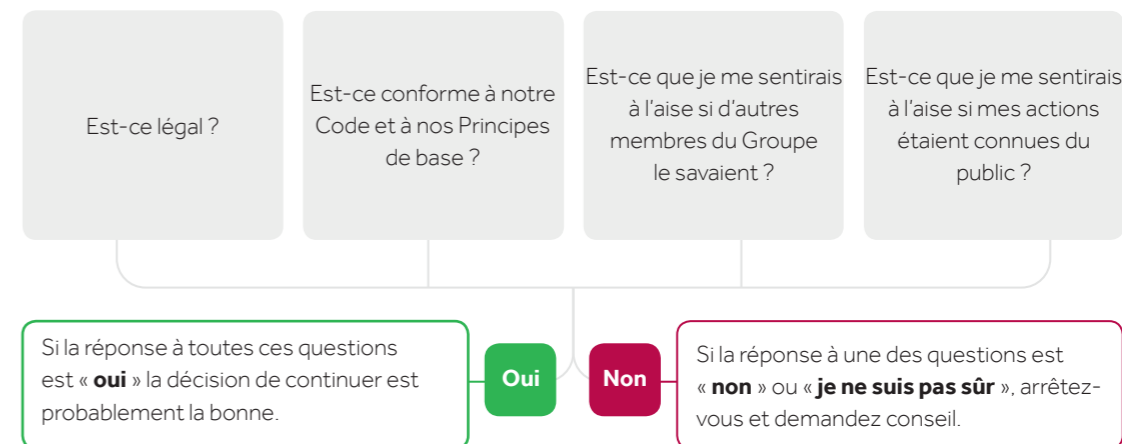 Est-ce légal ?
Est-ce conforme à notre
Code et à nos Principes
de base ?
Est-ce que je me sentirais
à l'aise si d'autres
membres du Groupe
le savaient ?
Est-ce que je me sentirais
à l'aise si mes actions
étaient connues du
public ?
Si la réponse à toutes ces questions
est « oui » la décision de continuer est
probablement la bonne.
Oui
Non
Si la réponse à une des questions est
« non » ou « je ne suis pas sûr », arrêtez-
vous et demandez conseil.